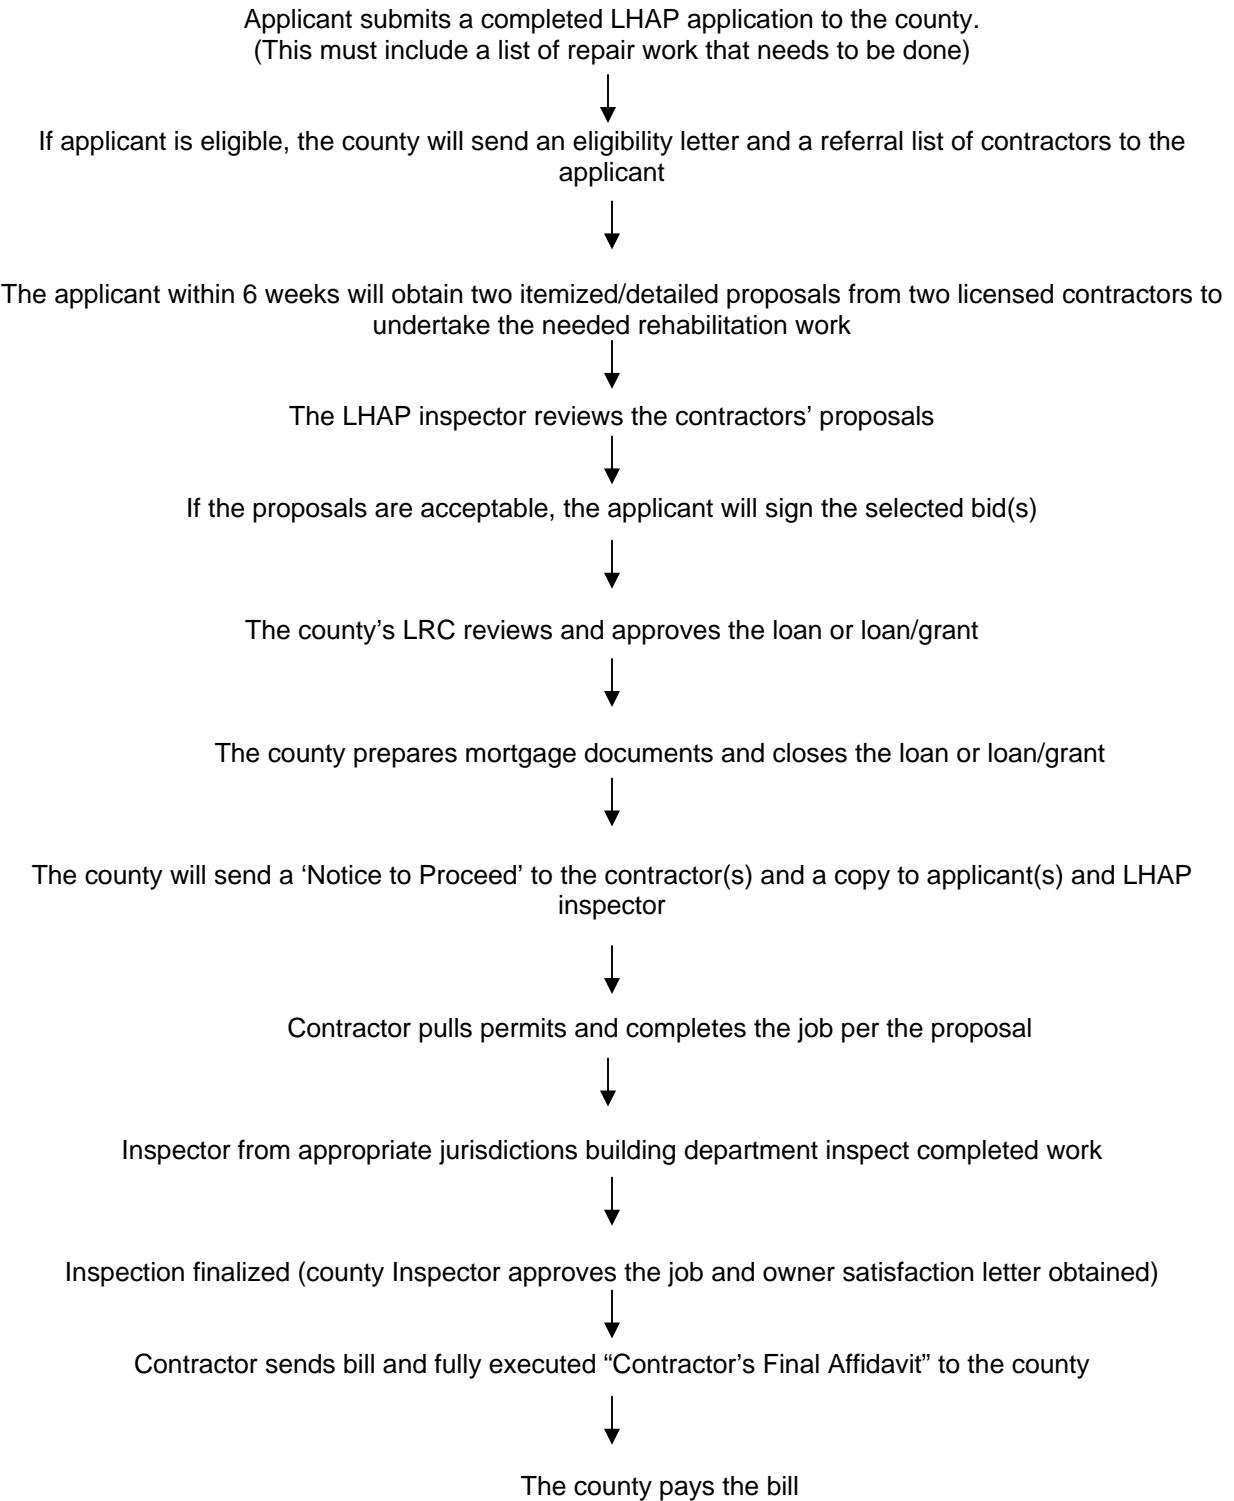 Applicant submits a completed LHAP application to the county.
(This must include a list of repair work that needs to be done)
If applicant is eligible, the county will send an eligibility letter and a referral list of contractors to the
applicant
The applicant within 6 weeks will obtain two itemized/detailed proposals from two licensed contractors to
undertake the needed rehabilitation work
The LHAP inspector reviews the contractors’ proposals
If the proposals are acceptable, the applicant will sign the selected bid(s)
The county’s LRC reviews and approves the loan or loan/grant
The county prepares mortgage documents and closes the loan or loan/grant
The county will send a ‘Notice to Proceed’ to the contractor(s) and a copy to applicant(s) and LHAP
inspector
Contractor pulls permits and completes the job per the proposal
Inspector from appropriate jurisdictions building department inspect completed work
Inspection finalized (county Inspector approves the job and owner satisfaction letter obtained)
Contractor sends bill and fully executed “Contractor’s Final Affidavit” to the county
The county pays the bill